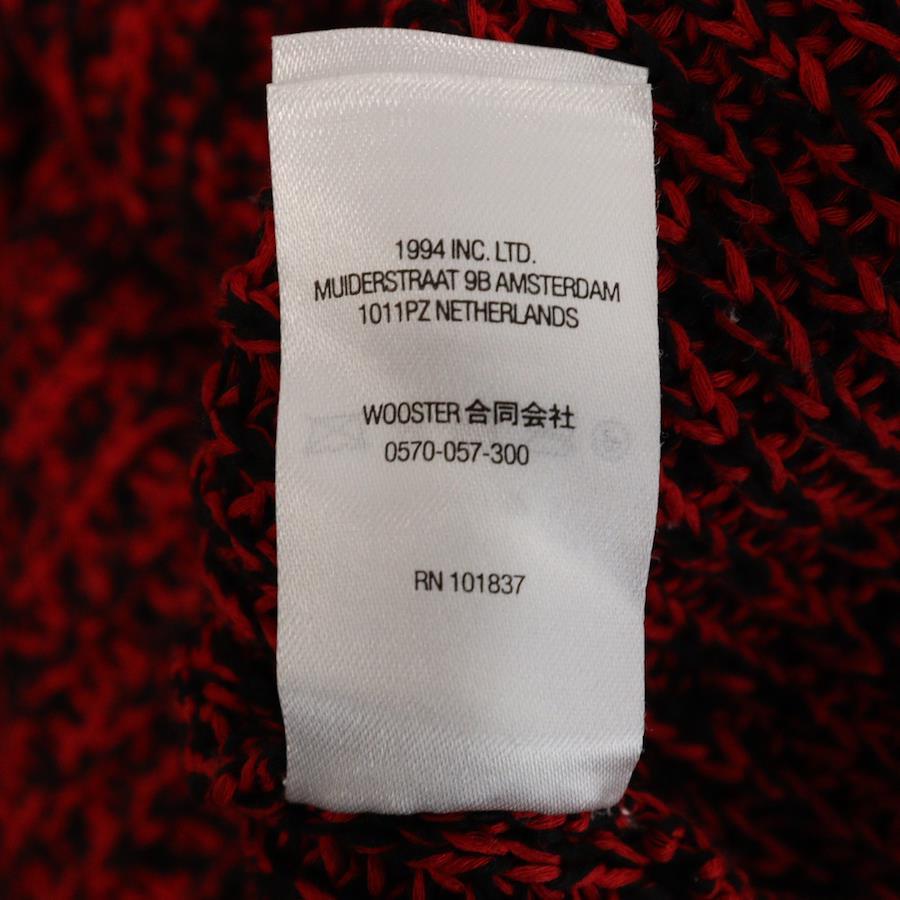 1994 INC. LTD.
MUIDERSTRAAT 9B AMSTERDAM
1011PZ NETHERLANDS
WOOSTER 合同会社
0570-057-300
RN 101837